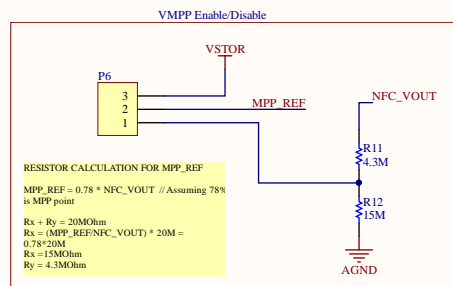 VMPP Enable/Disable
VSTOR
P6
3
2
1
MPP_REF
NFC_VOUT
R11
4.3M
R12
15M
AGND
RESISTOR CALCULATION FOR MPP_REF
MPP_REF = 0.78 * NFC_VOUT // Assuming 78%
is MPP point
Rx + Ry = 20MOhm
Rx = (MPP_REF/NFC_VOUT) * 20M =
0.78*20M
Rx =15MOhm
Ry = 4.3MOhm